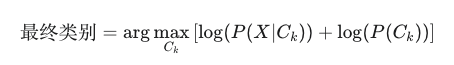 最终类别 = arg max_{C_k} [log(P(X|C_k)) + log(P(C_k))]